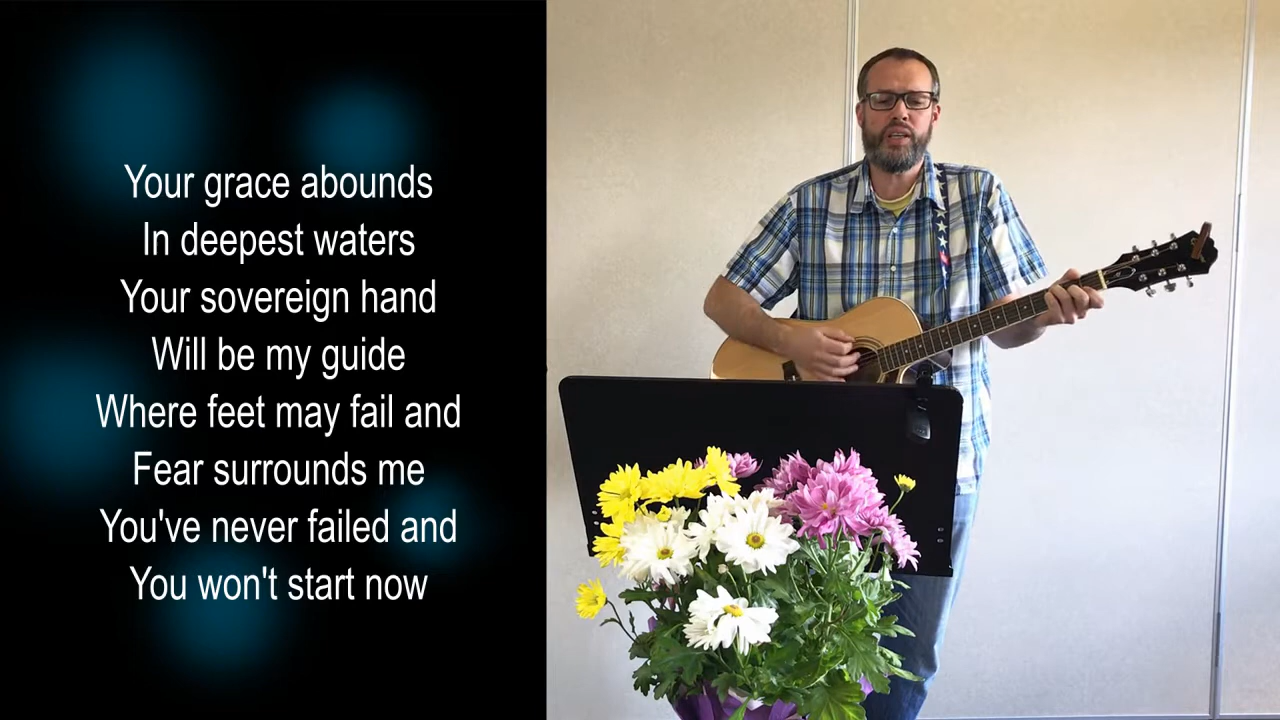 Your grace abounds
In deepest waters
Your sovereign hand
Will be my guide
Where feet may fail and
Fear surrounds me
You've never failed and
You won't start now